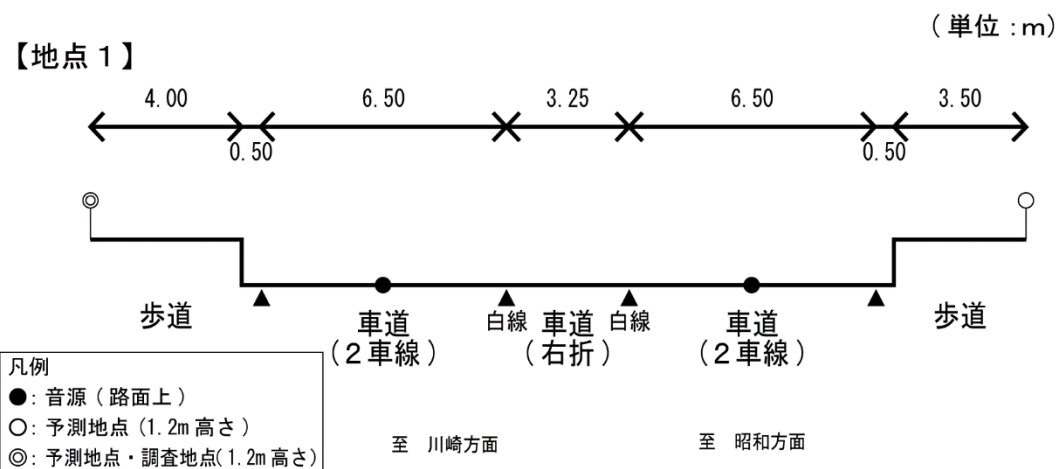 (単位:m)
【地点1】
4.00 6.50 3.25 6.50 3.50
0.50 0.50
歩道 車道 白線 車道 白線 車道 歩道
(2車線) (右折) (2車線)
凡例
●:音源(路面上)
○:予測地点(1.2m高さ)
◎:予測地点・調査地点(1.2m高さ)
至 川崎方面 至 昭和方面